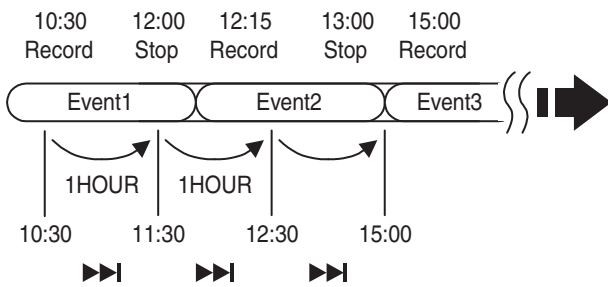 10:30 12:00 12:15 13:00 15:00
Record Stop Record Stop Record
Event1 Event2 Event3
1HOUR 1HOUR
10:30 11:30 12:30 15:00